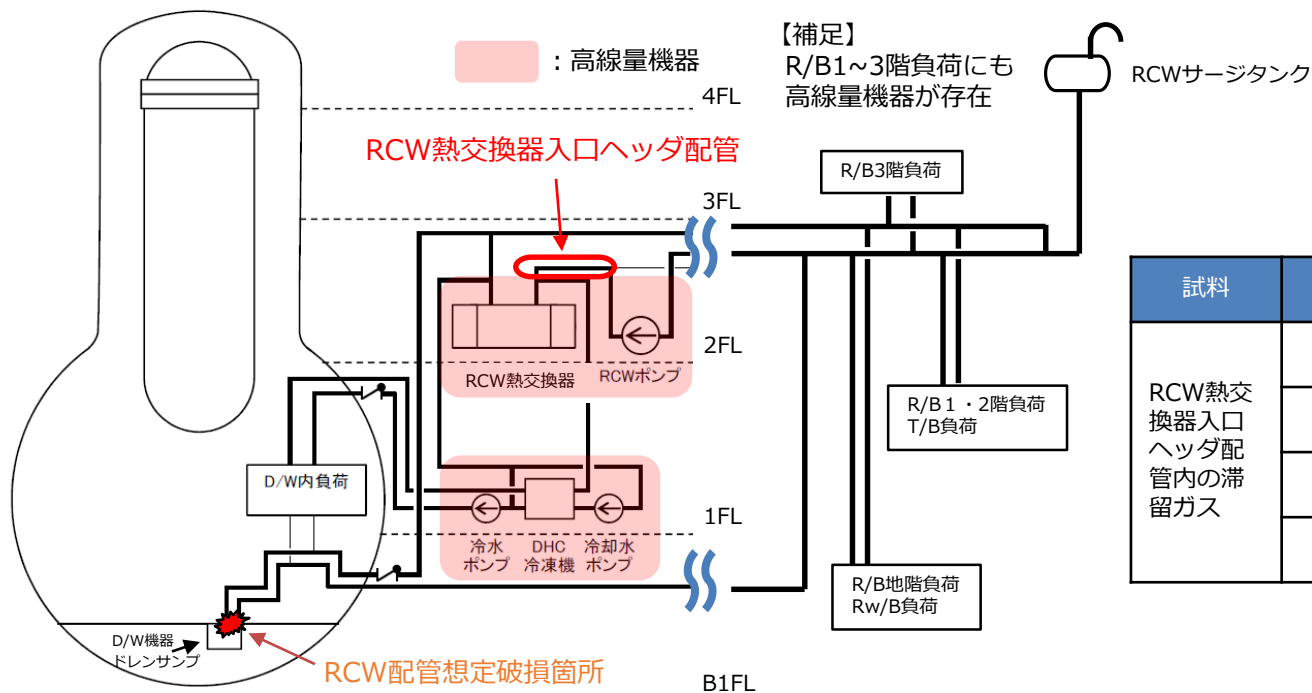 ：高線量機器
【補足】
R/B1~3階負荷にも
高線量機器が存在
RCWサージタンク
4FL
RCW熱交換器入口ヘッダ配管
R/B3階負荷
3FL
2FL
RCW熱交換器
RCWポンプ
R/B１・2階負荷
T/B負荷
D/W内負荷
1FL
冷水
ポンプ
DHC
冷凍機
冷却水
ポンプ
R/B地階負荷
Rw/B負荷
D/W機器
ドレンサンプ
RCW配管想定破損箇所
B1FL
試料
RCW熱交
換器入口
ヘッダ配
管内の滞
留ガス